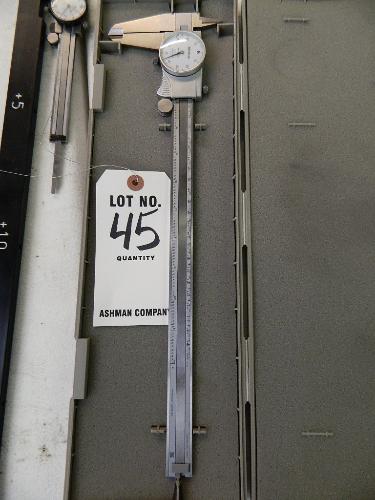 +5
+10
LOT NO.
45
QUANTITY
ASHMAN COMPANY